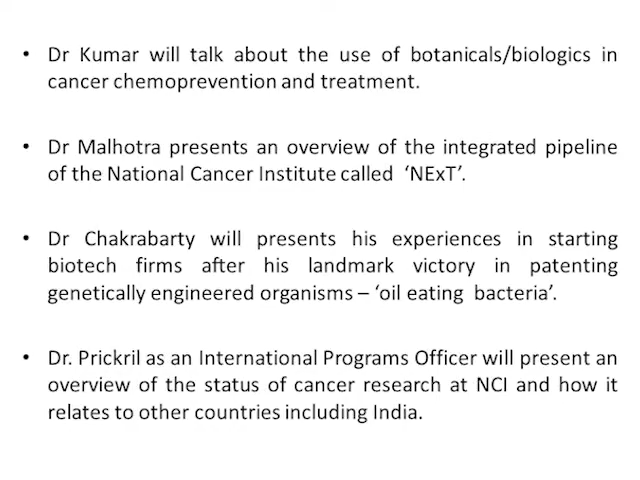 • Dr Kumar will talk about the use of botanicals/biologics in
cancer chemoprevention and treatment.
• Dr Malhotra presents an overview of the integrated pipeline
of the National Cancer Institute called ‘NExT’.
• Dr Chakrabarty will presents his experiences in starting
biotech firms after his landmark victory in patenting
genetically engineered organisms – ‘oil eating bacteria’.
• Dr. Prickril as an International Programs Officer will present an
overview of the status of cancer research at NCI and how it
relates to other countries including India.